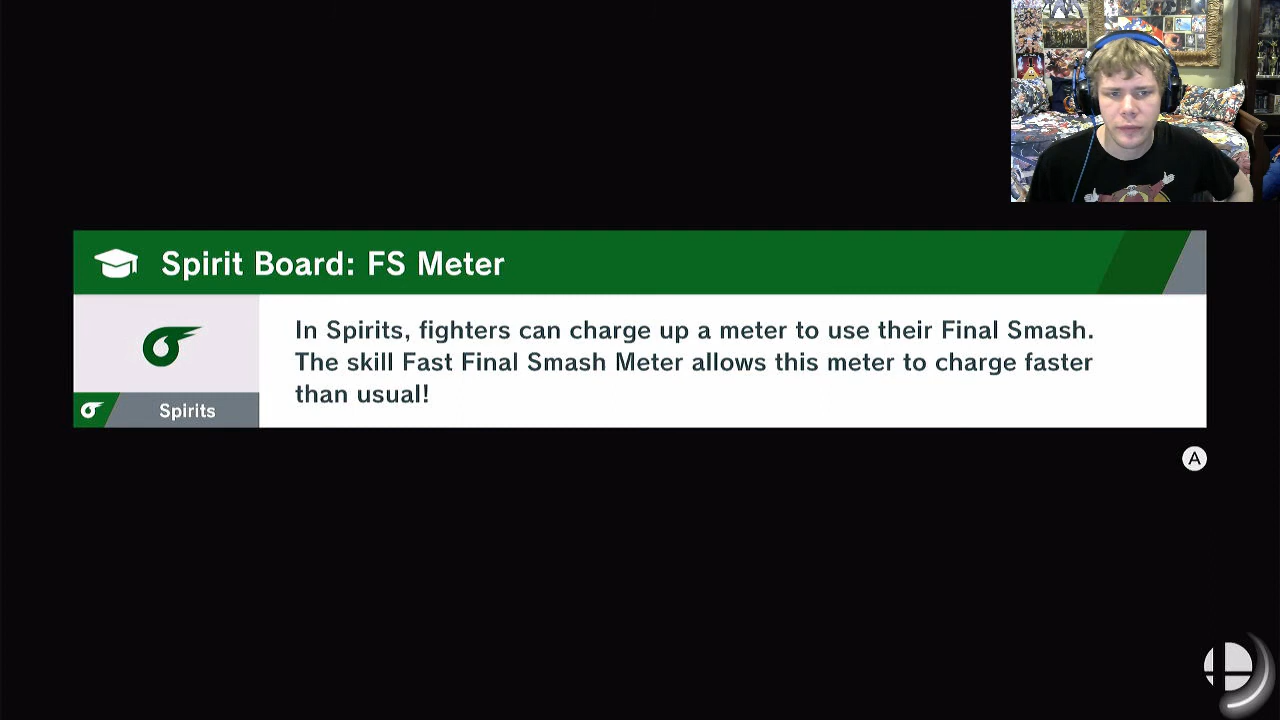 Spirit Board: FS Meter
In Spirits, fighters can charge up a meter to use their Final Smash.
The skill Fast Final Smash Meter allows this meter to charge faster
than usual!
Spirits
A